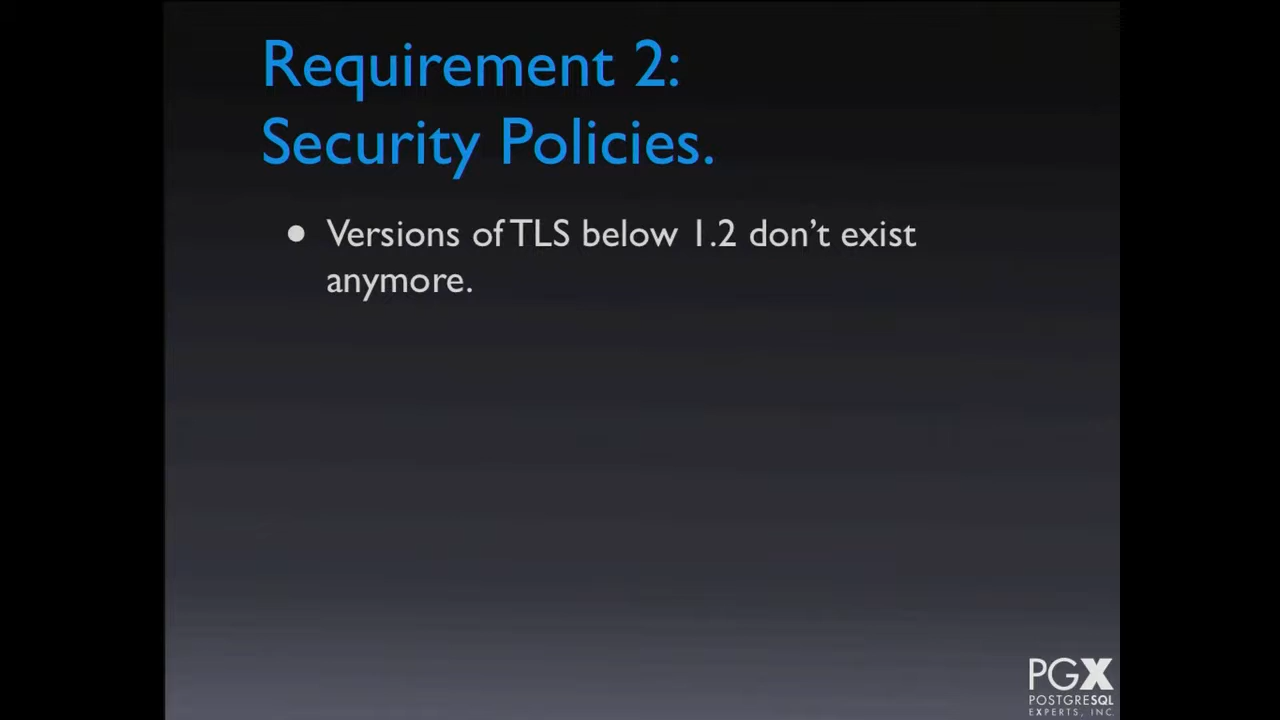 Requirement 2:
Security Policies.
● Versions of TLS below 1.2 don’t exist
anymore.
PGX
POSTGRESQL
EXPERTS, INC.